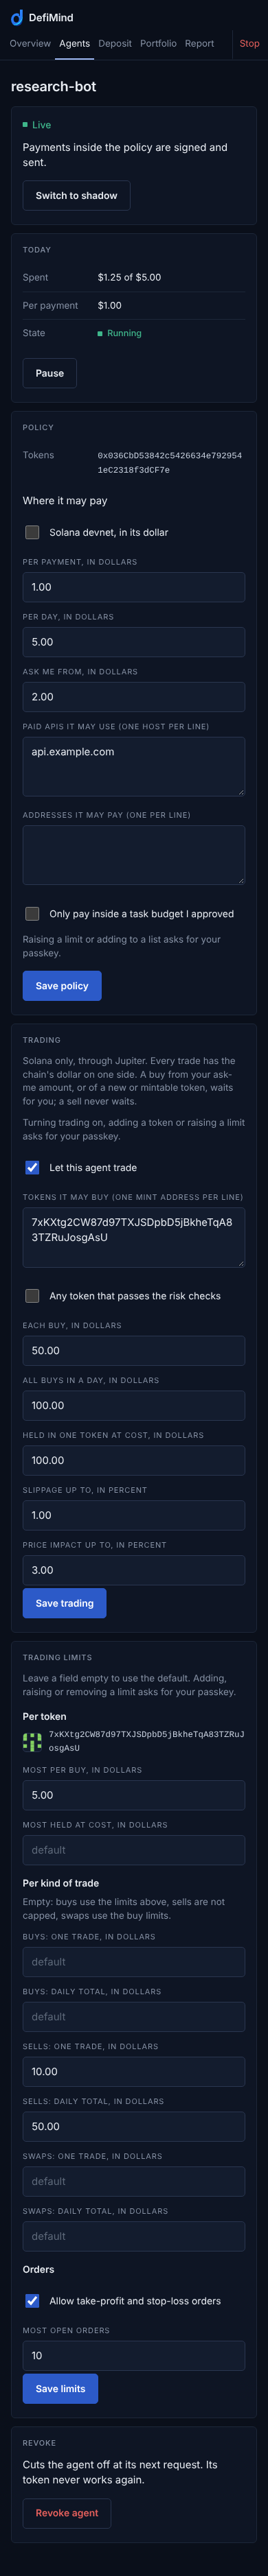 DefiMind
Overview Agents Deposit Portfolio Report Stop
research-bot
Live
Payments inside the policy are signed and
sent.
Switch to shadow
TODAY
Spent $1.25 of $5.00
Per payment $1.00
State Running
Pause
POLICY
Tokens 0x036CbD53842c5426634e792954
1eC2318f3dCF7e
Where it may pay
Solana devnet, in its dollar
PER PAYMENT, IN DOLLARS
1.00
PER DAY, IN DOLLARS
5.00
ASK ME FROM, IN DOLLARS
2.00
PAID APIS IT MAY USE (ONE HOST PER LINE)
api.example.com
ADDRESSES IT MAY PAY (ONE PER LINE)
Only pay inside a task budget I approved
Raising a limit or adding to a list asks for your
passkey.
Save policy
TRADING
Solana only, through Jupiter. Every trade has the
chain's dollar on one side. A buy from your ask-
me amount, or of a new or mintable token, waits
for you; a sell never waits.
Turning trading on, adding a token or raising a limit
asks for your passkey.
Let this agent trade
TOKENS IT MAY BUY (ONE MINT ADDRESS PER LINE)
7xKXtg2CW87d97TXJSDpbD5jBkheTqA8
3TZRuJosgAsU
Any token that passes the risk checks
EACH BUY, IN DOLLARS
50.00
ALL BUYS IN A DAY, IN DOLLARS
100.00
HELD IN ONE TOKEN AT COST, IN DOLLARS
100.00
SLIPPAGE UP TO, IN PERCENT
1.00
PRICE IMPACT UP TO, IN PERCENT
3.00
Save trading
TRADING LIMITS
Leave a field empty to use the default. Adding,
raising or removing a limit asks for your passkey.
Per token
7xKXtg2CW87d97TXJSDpbD5jBkheTqA83TZRuJ
osgAsU
MOST PER BUY, IN DOLLARS
5.00
MOST HELD AT COST, IN DOLLARS
default
Per kind of trade
Empty: buys use the limits above, sells are not
capped, swaps use the buy limits.
BUYS: ONE TRADE, IN DOLLARS
default
BUYS: DAILY TOTAL, IN DOLLARS
default
SELLS: ONE TRADE, IN DOLLARS
10.00
SELLS: DAILY TOTAL, IN DOLLARS
50.00
SWAPS: ONE TRADE, IN DOLLARS
default
SWAPS: DAILY TOTAL, IN DOLLARS
default
Orders
Allow take-profit and stop-loss orders
MOST OPEN ORDERS
10
Save limits
REVOKE
Cuts the agent off at its next request. Its
token never works again.
Revoke agent